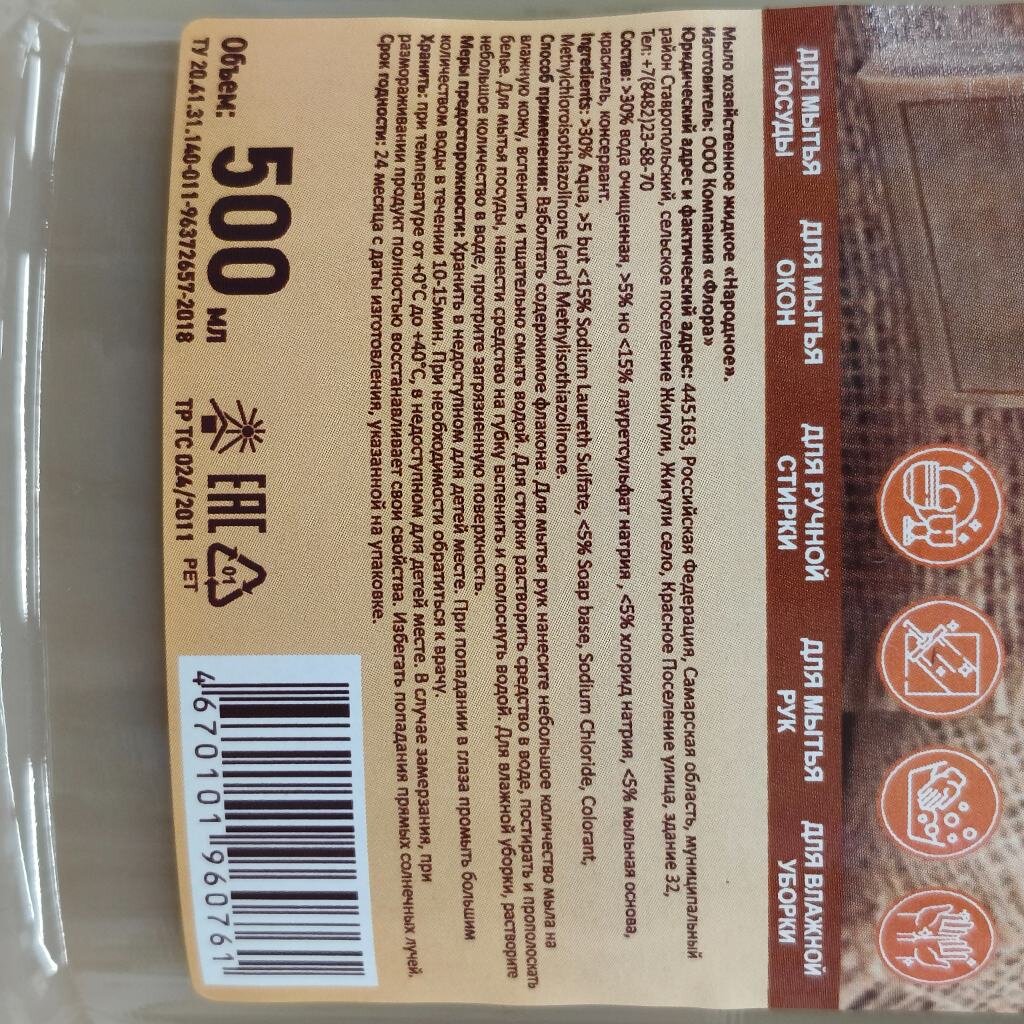 ДЛЯ МЫТЬЯ
ПОСУДЫ
ДЛЯ МЫТЬЯ
ОКОН
ДЛЯ РУЧНОЙ
СТИРКИ
ДЛЯ МЫТЬЯ
РУК
ДЛЯ ВЛАЖНОЙ
УБОРКИ
Мыло хозяйственное жидкое «Народное».
Изготовитель: ООО Компания «Флора»
Юридический адрес и фактический адрес: 445163, Российская Федерация, Самарская область, муниципальный
район Ставропольский, сельское поселение Жигули, Жигули село, Красное Поселение улица, здание 32,
Тел: +7(8482)23-88-70
Состав: >30% вода очищенная, >5% но <15% лауретсульфат натрия , <5% хлорид натрия, <5% мыльная основа,
краситель, консервант.
Ingredients: >30% Aqua, >5 but <15% Sodium Laureth Sulfate, <5% Soap base, Sodium Chloride, Colorant,
Methylchloroisothiazolinone (and) Methylisothiazolinone.
Способ применения: Взболтать содержимое флакона. Для мытья рук нанесите небольшое количество мыла на
влажную кожу, вспенить и тщательно смыть водой. Для стирки растворить средство в воде, постирать и прополоскать
белье. Для мытья посуды, нанести средство на губку вспенить и сполоснуть водой. Для влажной уборки, растворите
небольшое количество в воде, протрите загрязненную поверхность.
Меры предосторожности: Хранить в недоступном для детей месте. При попадании в глаза промыть большим
количеством воды в течении 10-15мин. При необходимости обратиться к врачу.
Хранить: при температуре от +0°С до +40°С, в недоступном для детей месте. В случае замерзания, при
размораживании продукт полностью восстанавливает свои свойства. Избегать попадания прямых солнечных лучей.
Срок годности: 24 месяца с даты изготовления, указанной на упаковке.
Объем: 500 мл
EAC
01
ТУ 20.41.31.140-011-96372657-2018
ТР ТС 024/2011
PET
4670101960761